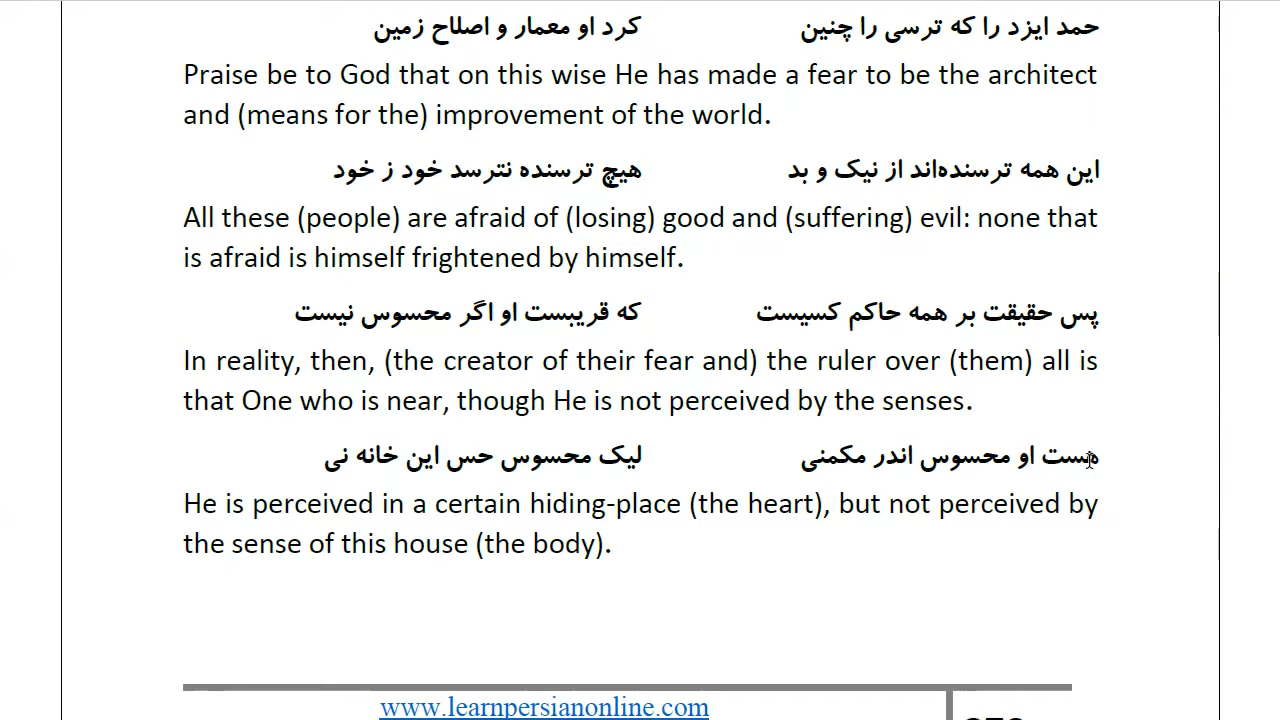 حمد ایزد را که ترسی را چنین کرد او معمار و اصلاح زمین
Praise be to God that on this wise He has made a fear to be the architect
and (means for the) improvement of the world.
این همه ترسنده‌اند از نیک و بد هیچ ترسنده نترسد خود ز خود
All these (people) are afraid of (losing) good and (suffering) evil: none that
is afraid is himself frightened by himself.
پس حقیقت بر همه حاکم کسیست که قریبست او اگر محسوس نیست
In reality, then, (the creator of their fear and) the ruler over (them) all is
that One who is near, though He is not perceived by the senses.
هست او محسوس اندر مکمنی لیک محسوس حس این خانه نی
He is perceived in a certain hiding-place (the heart), but not perceived by
the sense of this house (the body).
www.learnpersianonline.com